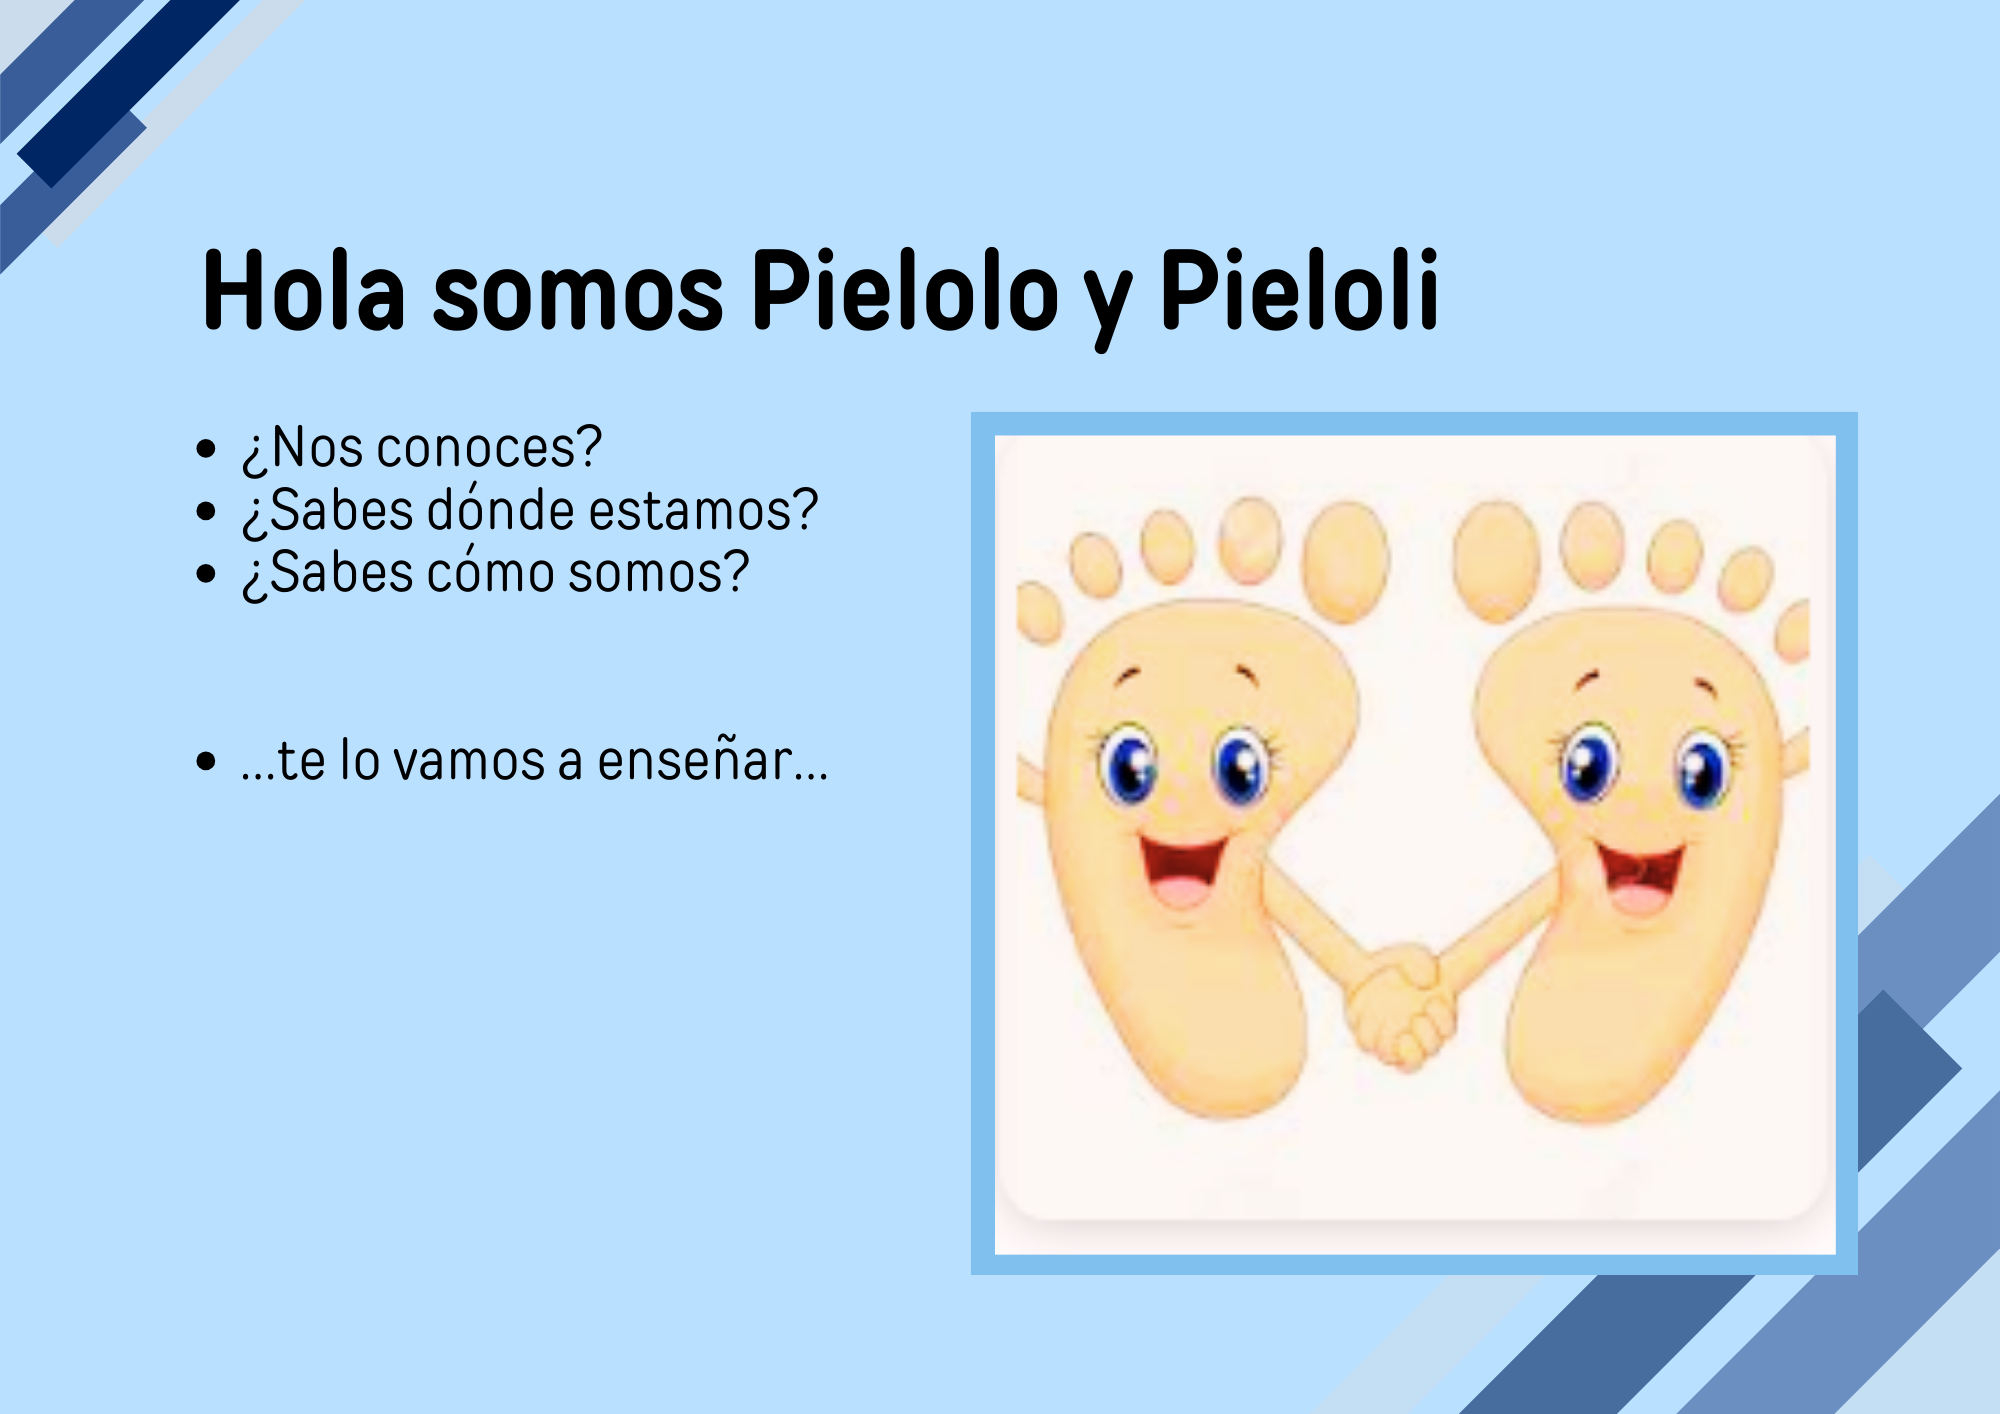 Hola somos Pielolo y Pieloli
• ¿Nos conoces?
• ¿Sabes dónde estamos?
• ¿Sabes cómo somos?
• ...te lo vamos a enseñar...